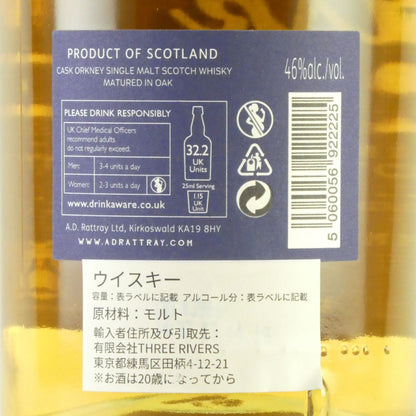 PRODUCT OF SCOTLAND
CASK ORKNEY SINGLE MALT SCOTCH WHISKY
MATURED IN OAK
46%alc./vol.
PLEASE DRINK RESPONSIBLY
UK Chief Medical Officers
recommend adults
do not regularly exceed:
Men: 3-4 units a day
Women: 2-3 units a day
www.drinkaware.co.uk
32.2
UK
Units
25ml Serving
1.15
UK
Units
A.D. Rattray Ltd, Kirkoswald KA19 8HY
WWW.ADRATTRAY.COM
5 060056 922225
ウイスキー
容量：表ラベルに記載 アルコール分：表ラベルに記載
原材料：モルト
輸入者住所及び引取先：
有限会社THREE RIVERS
東京都練馬区田柄4-12-21
※お酒は20歳になってから